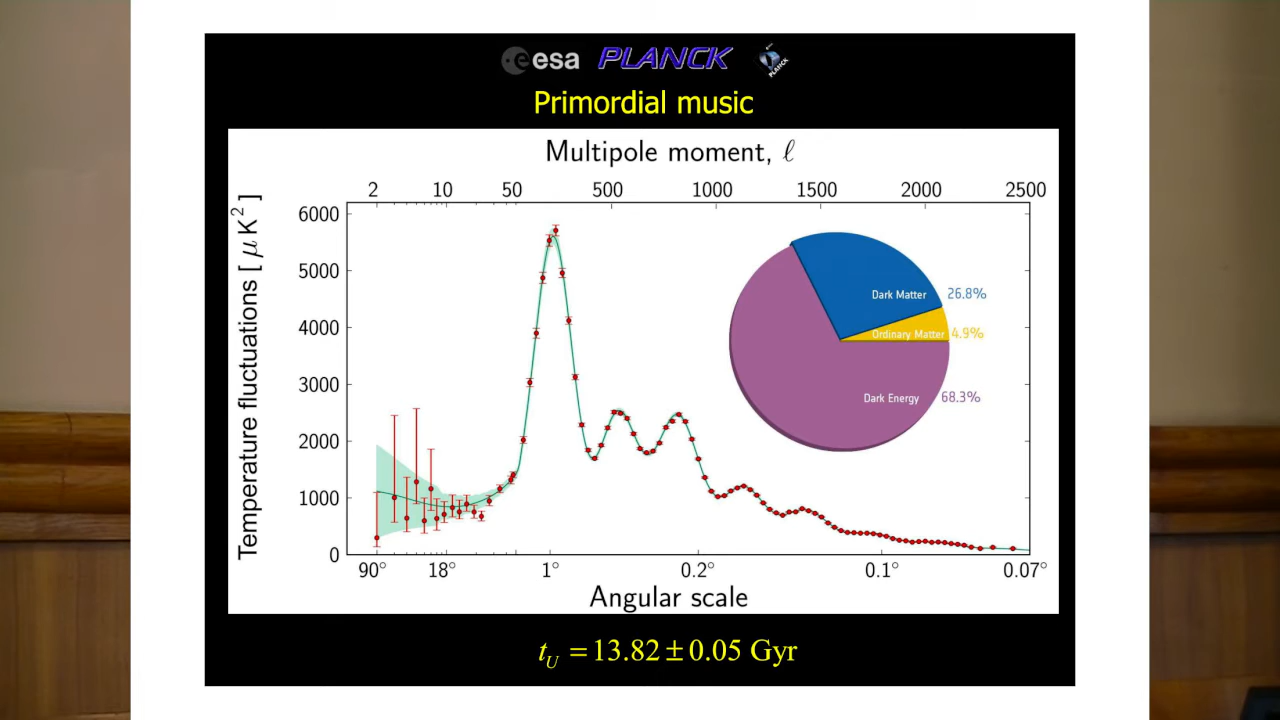 esa PLANCK PLANCK
Primordial music
Multipole moment, ℓ
2 10 50 500 1000 1500 2000 2500
Temperature fluctuations [ μ K² ]
6000
5000
4000
3000
2000
1000
0
Dark Matter 26.8%
Ordinary Matter 4.9%
Dark Energy 68.3%
90° 18° 1° 0.2° 0.1° 0.07°
Angular scale
t_U = 13.82 ± 0.05 Gyr